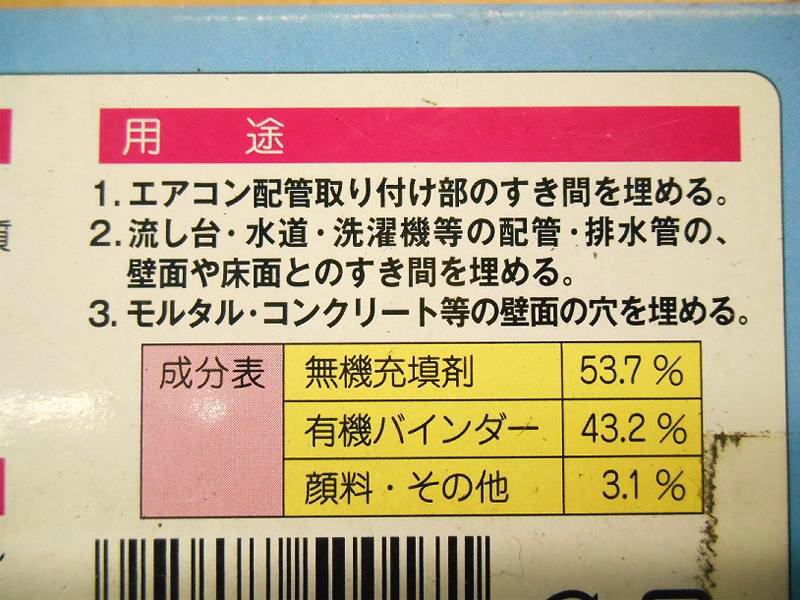 用 途
1. エアコン配管取り付け部のすき間を埋める。
2. 流し台・水道・洗濯機等の配管・排水管の、
壁面や床面とのすき間を埋める。
3. モルタル・コンクリート等の壁面の穴を埋める。
成分表 無機充填剤 53.7 %
有機バインダー 43.2 %
顔料・その他 3.1 %
質